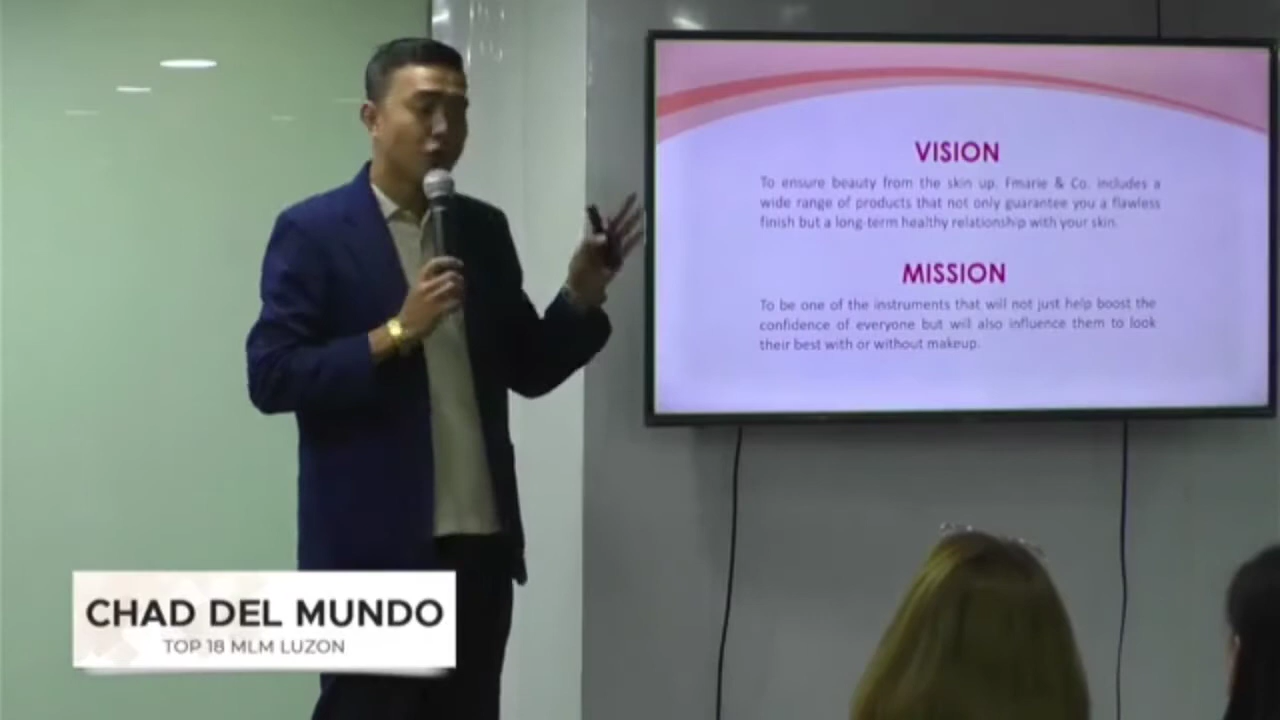 VISION
To ensure beauty from the skin up. Fmarie & Co. includes a
wide range of products that not only guarantee you a flawless
finish but a long-term healthy relationship with your skin.
MISSION
To be one of the instruments that will not just help boost the
confidence of everyone but will also influence them to look
their best with or without makeup.
CHAD DEL MUNDO
TOP 18 MLM LUZON